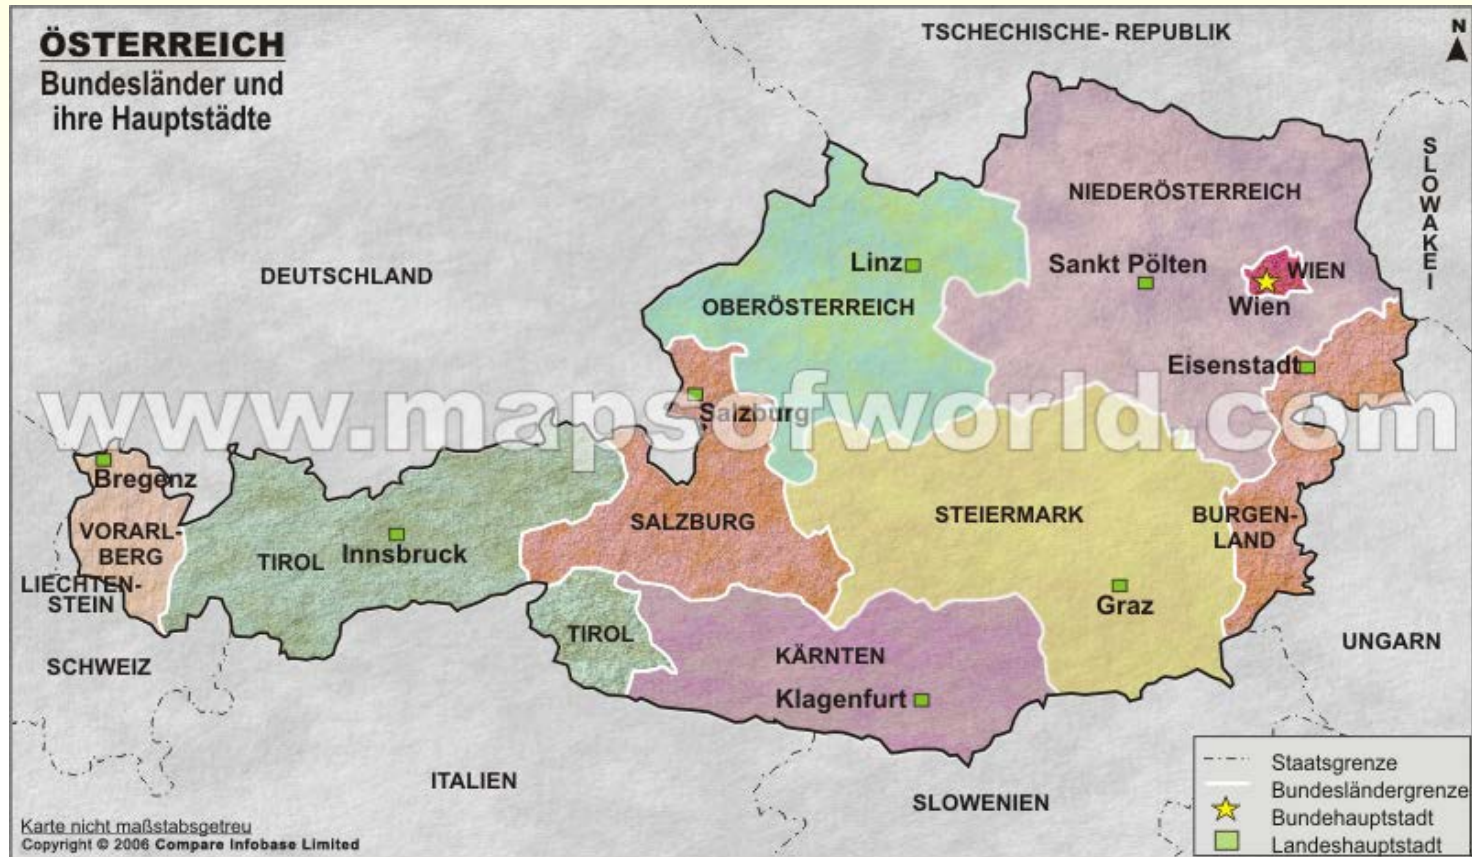 ÖSTERREICH
Bundesländer und
ihre Hauptstädte
TSCHECHISCHE- REPUBLIK
N
SLOWAKEI
NIEDERÖSTERREICH
DEUTSCHLAND
Linz
Sankt Pölten
WIEN
Wien
OBERÖSTERREICH
Eisenstadt
www.mapsofworld.com
Salzburg
Bregenz
VORARL-
BERG
TIROL
Innsbruck
SALZBURG
STEIERMARK
BURGEN-
LAND
LIECHTEN-
STEIN
Graz
TIROL
KÄRNTEN
UNGARN
SCHWEIZ
Klagenfurt
ITALIEN
SLOWENIEN
Staatsgrenze
Bundesländergrenze
Bundehauptstadt
Landeshauptstadt
Karte nicht maßstabsgetreu
Copyright © 2006 Compare Infobase Limited